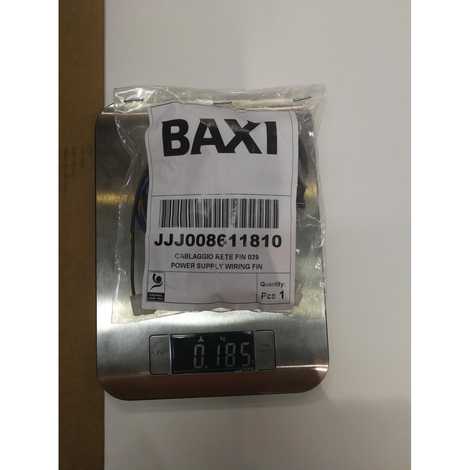 BAXI
JJJ008611810
CABLAGGIO RETE FIN 039
POWER SUPPLY WIRING FIN
Quantity:
Pcs 1
0.185